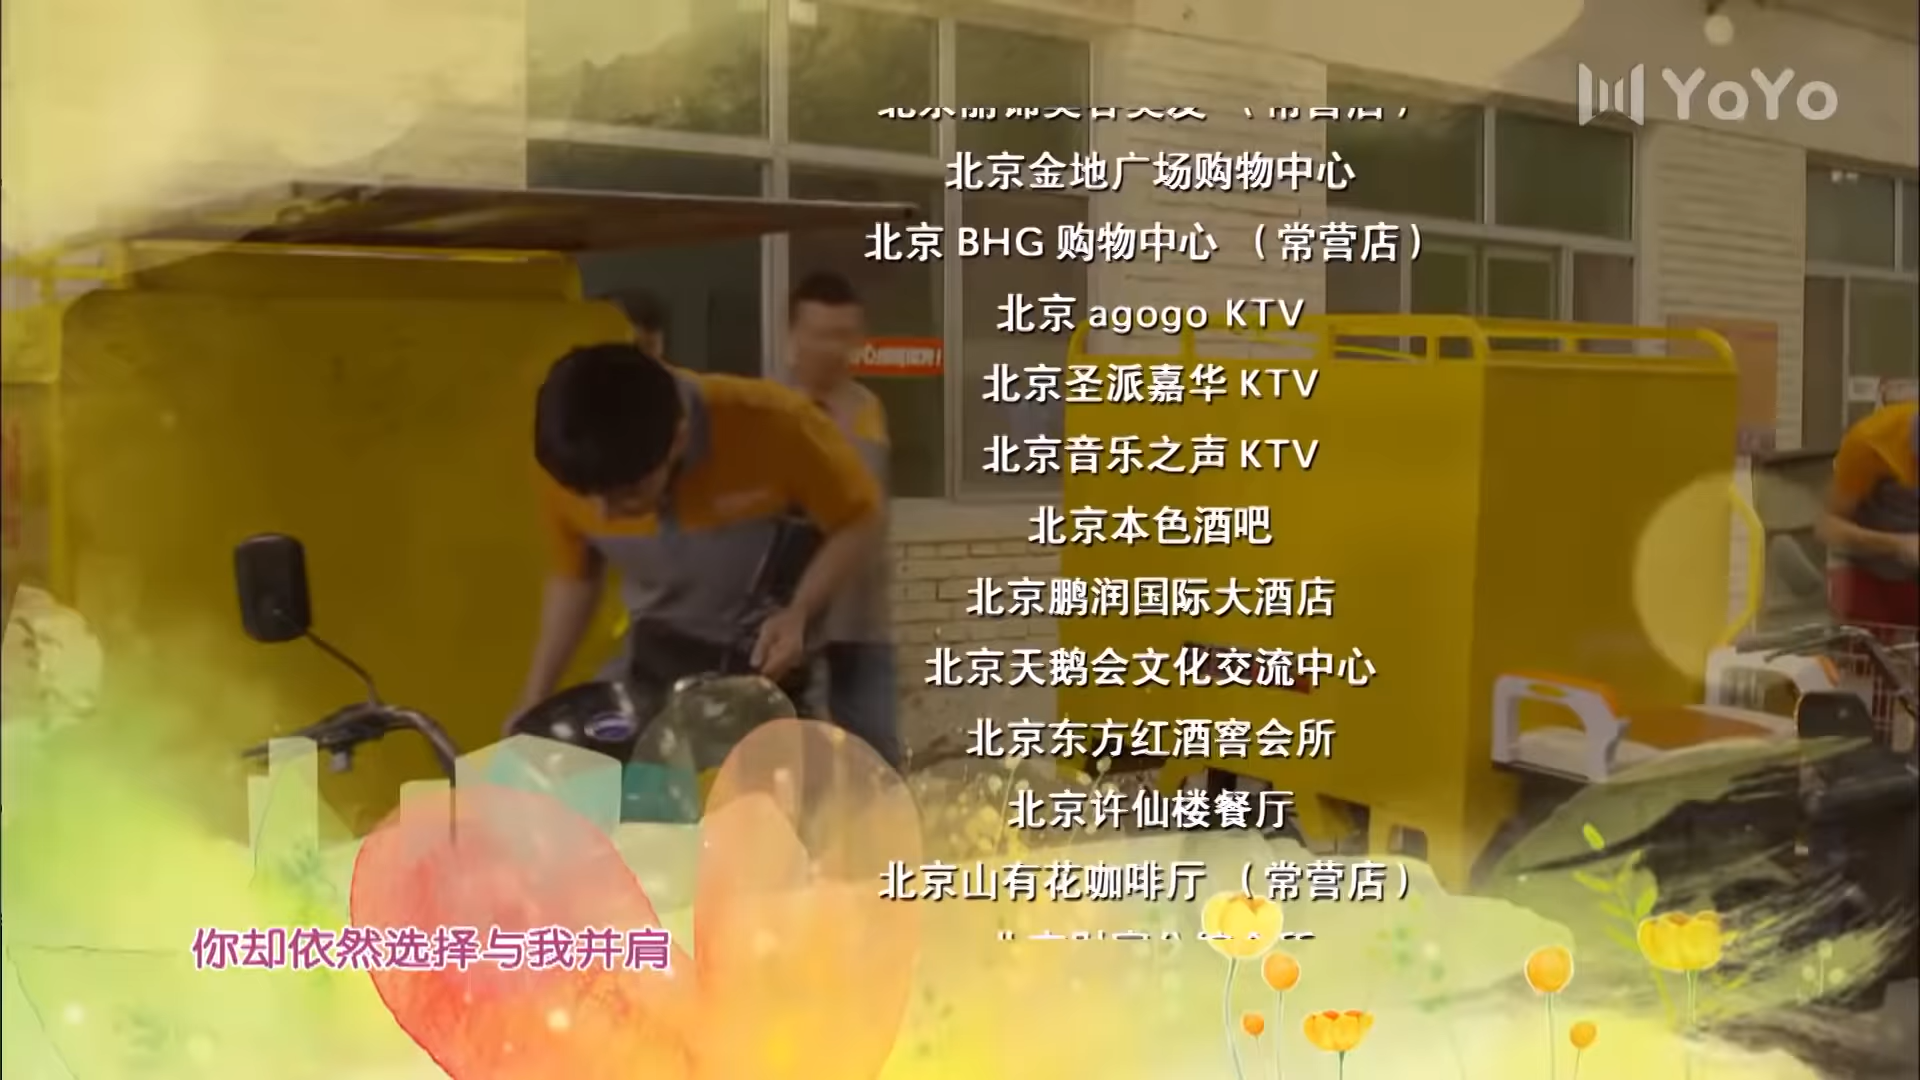 YoYo
（常营店）
北京金地广场购物中心
北京 BHG 购物中心 （常营店）
北京 agogo KTV
北京圣派嘉华 KTV
北京音乐之声 KTV
北京本色酒吧
北京鹏润国际大酒店
北京天鹅会文化交流中心
北京东方红酒窖会所
北京许仙楼餐厅
北京山有花咖啡厅 （常营店）
你却依然选择与我并肩